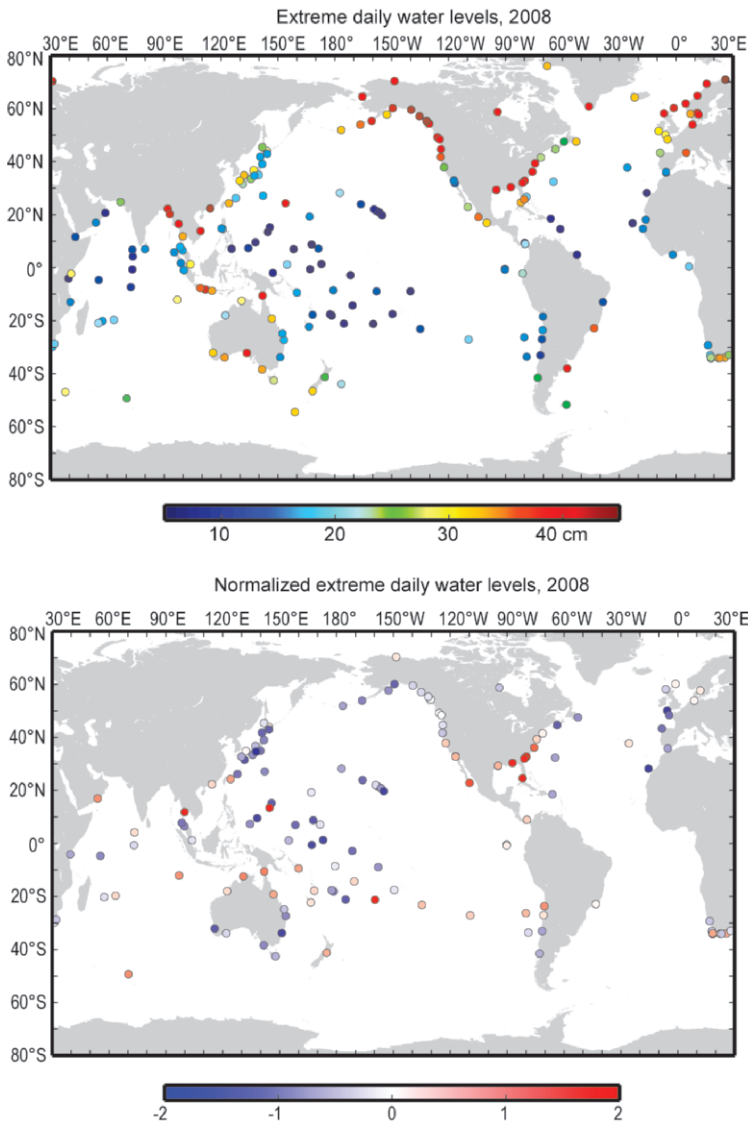 Extreme daily water levels, 2008
30°E 60°E 90°E 120°E 150°E 180° 150°W 120°W 90°W 60°W 30°W 0° 30°E
80°N
60°N
40°N
20°N
0°
20°S
40°S
60°S
80°S
10 20 30 40 cm
Normalized extreme daily water levels, 2008
30°E 60°E 90°E 120°E 150°E 180° 150°W 120°W 90°W 60°W 30°W 0° 30°E
80°N
60°N
40°N
20°N
0°
20°S
40°S
60°S
80°S
-2 -1 0 1 2